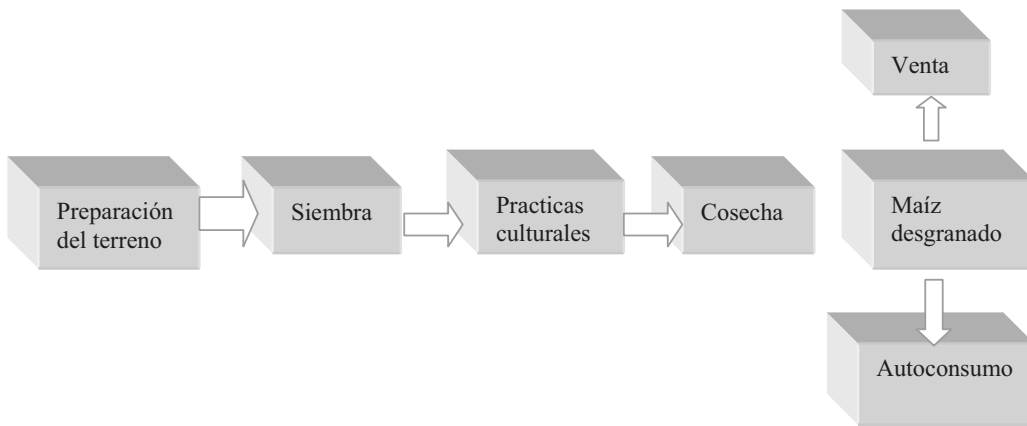 Venta
Preparación
del terreno
Siembra
Practicas
culturales
Cosecha
Maíz
desgranado
Autoconsumo